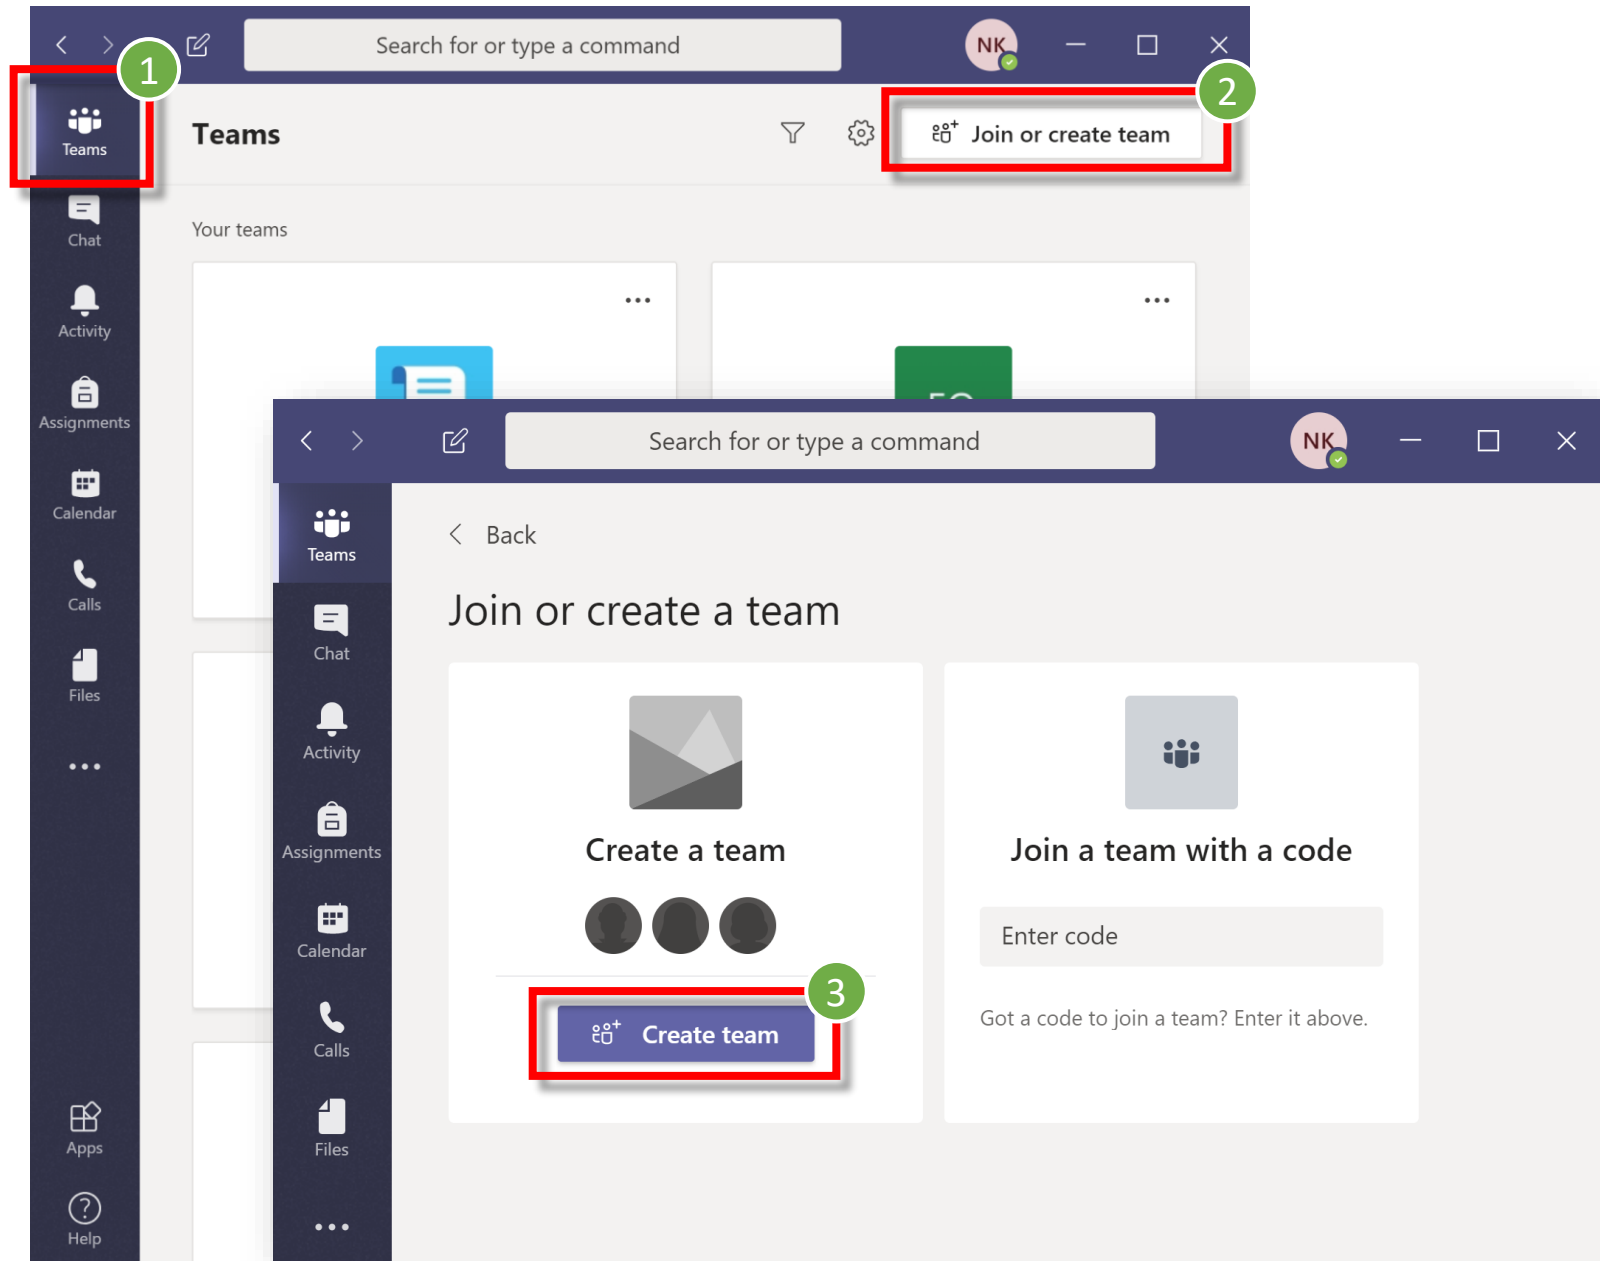 Search for or type a command
NK
1
2
Teams
Teams
Join or create team
Chat
Your teams
Activity
Assignments
Calendar
Calls
Files
Apps
Help
Search for or type a command
NK
Teams
Back
Join or create a team
Chat
Activity
Assignments
Calendar
Calls
Files
Create a team
3
Create team
Join a team with a code
Enter code
Got a code to join a team? Enter it above.